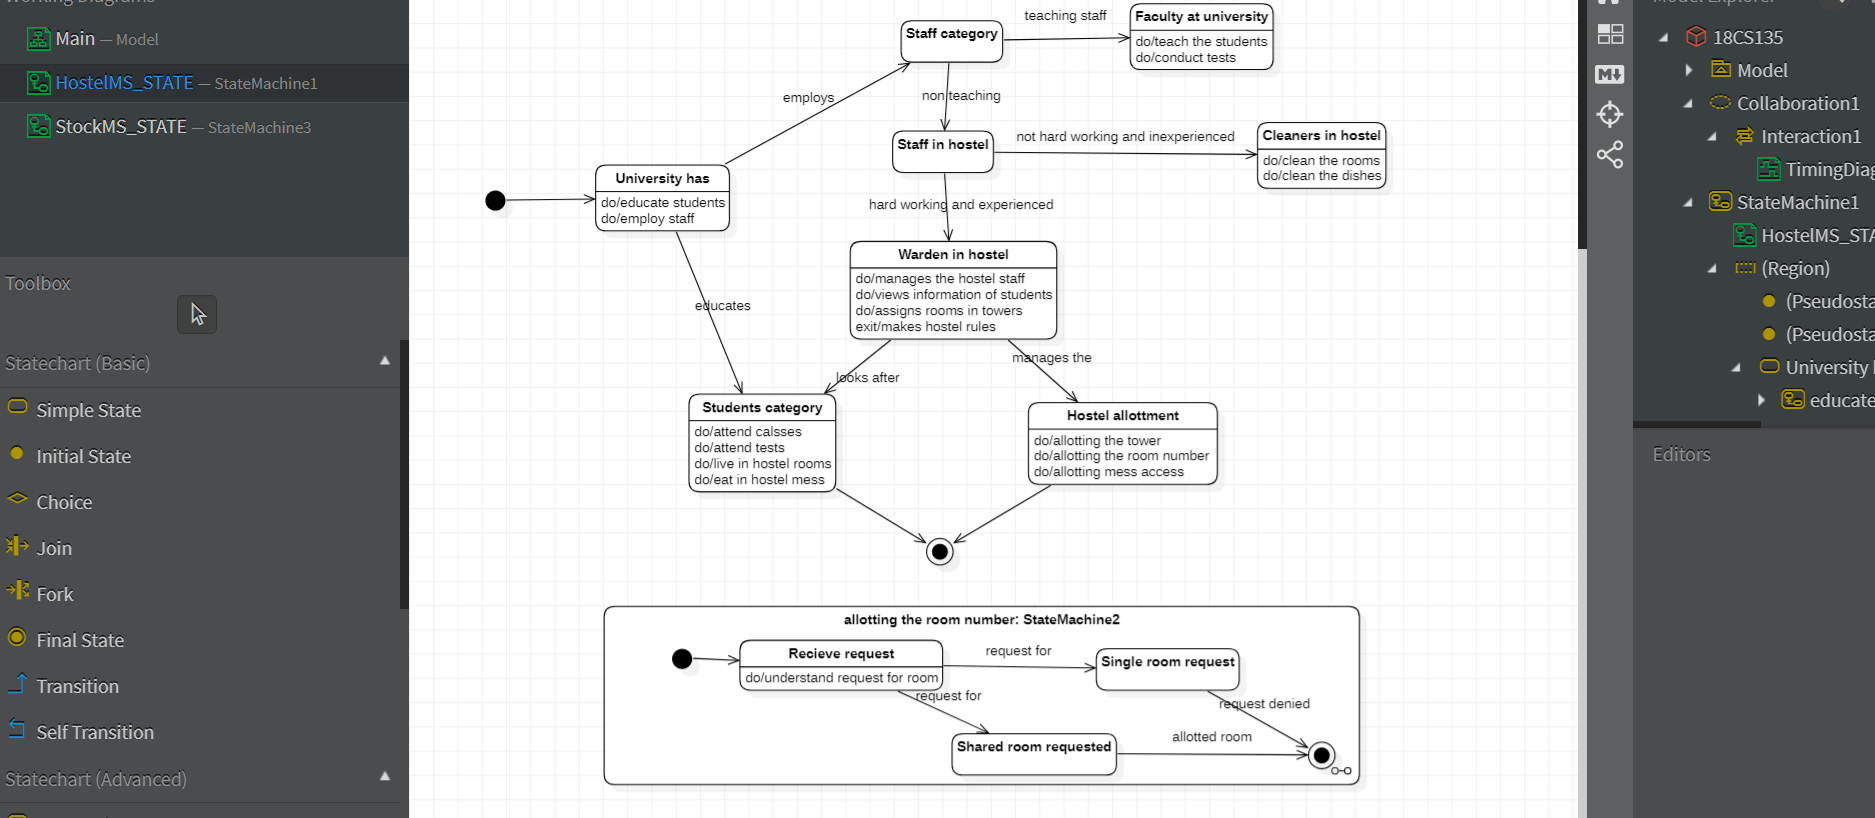 Working Diagrams
Main — Model
HostelMS_STATE — StateMachine1
StockMS_STATE — StateMachine3
Toolbox
Statechart (Basic)
Simple State
Initial State
Choice
Join
Fork
Final State
Transition
Self Transition
Statechart (Advanced)
Staff category
teaching staff
Faculty at university
do/teach the students
do/conduct tests
employs
non teaching
Staff in hostel
not hard working and inexperienced
Cleaners in hostel
do/clean the rooms
do/clean the dishes
University has
do/educate students
do/employ staff
hard working and experienced
Warden in hostel
do/manages the hostel staff
do/views information of students
do/assigns rooms in towers
exit/makes hostel rules
educates
looks after
manages the
Students category
do/attend calsses
do/attend tests
do/live in hostel rooms
do/eat in hostel mess
Hostel allottment
do/allotting the tower
do/allotting the room number
do/allotting mess access
allotting the room number: StateMachine2
Recieve request
do/understand request for room
request for
Single room request
request for
request denied
Shared room requested
allotted room
M
Model Explorer
18CS135
Model
Collaboration1
Interaction1
TimingDiag
StateMachine1
HostelMS_STA
(Region)
(Pseudosta
(Pseudosta
University
educate
Editors